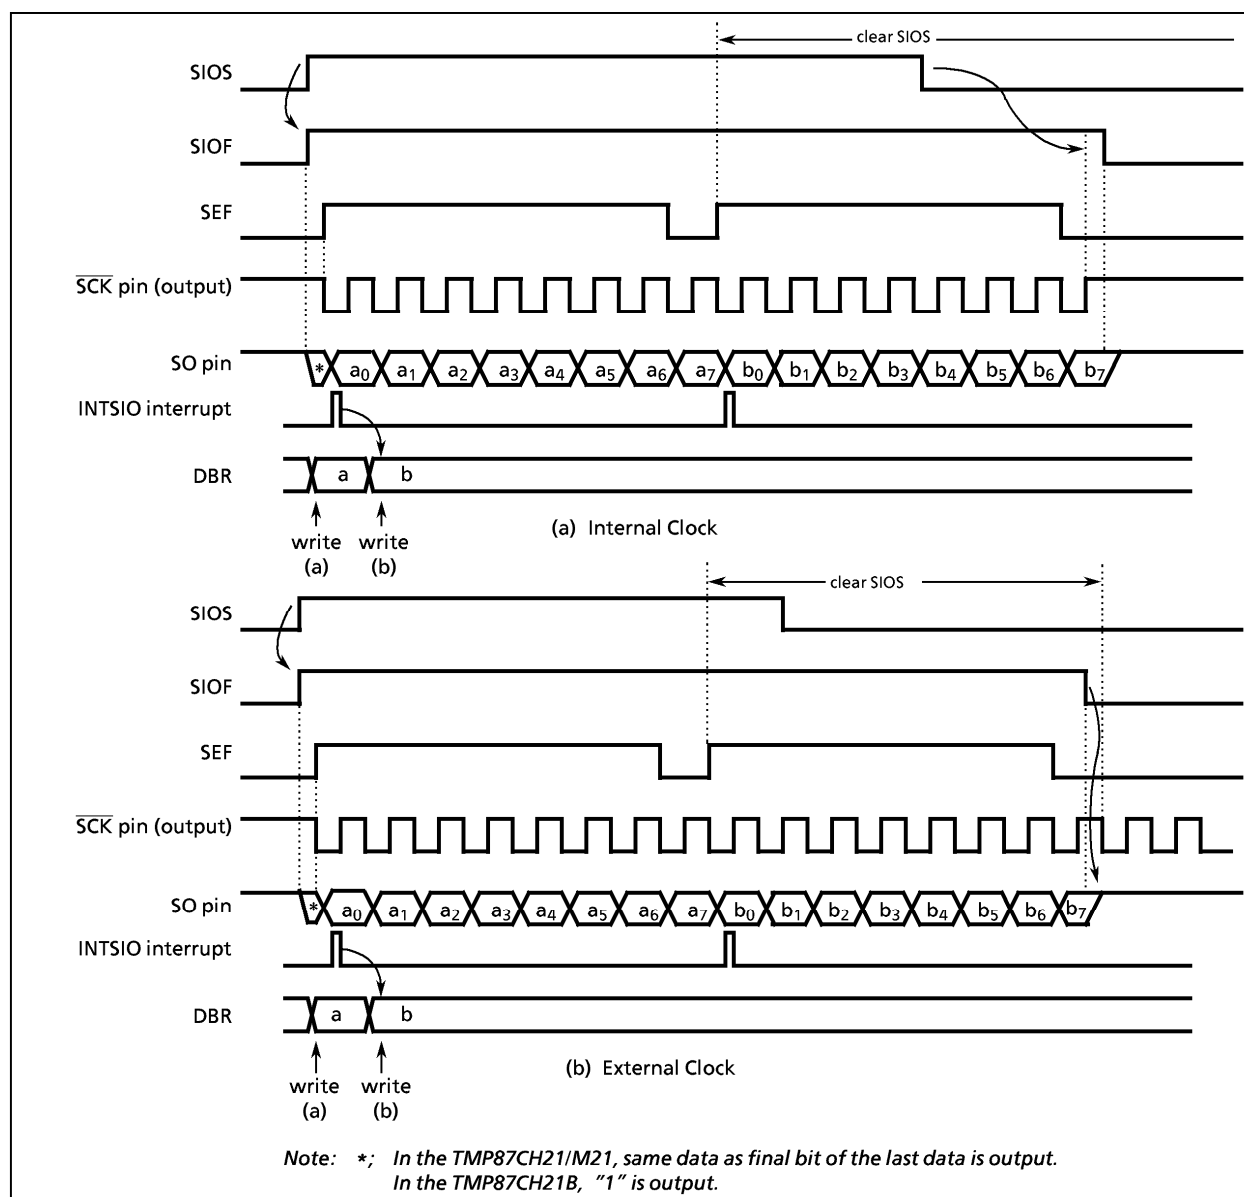 clear SIOS
SIOS
SIOF
SEF
SCK pin (output)
SO pin * a0 a1 a2 a3 a4 a5 a6 a7 b0 b1 b2 b3 b4 b5 b6 b7
INTSIO interrupt
DBR a b
(a) Internal Clock
write write
(a) (b)
clear SIOS
SIOS
SIOF
SEF
SCK pin (output)
SO pin * a0 a1 a2 a3 a4 a5 a6 a7 b0 b1 b2 b3 b4 b5 b6 b7
INTSIO interrupt
DBR a b
(b) External Clock
write write
(a) (b)
Note: *; In the TMP87CH21/M21, same data as final bit of the last data is output.
In the TMP87CH21B, "1" is output.